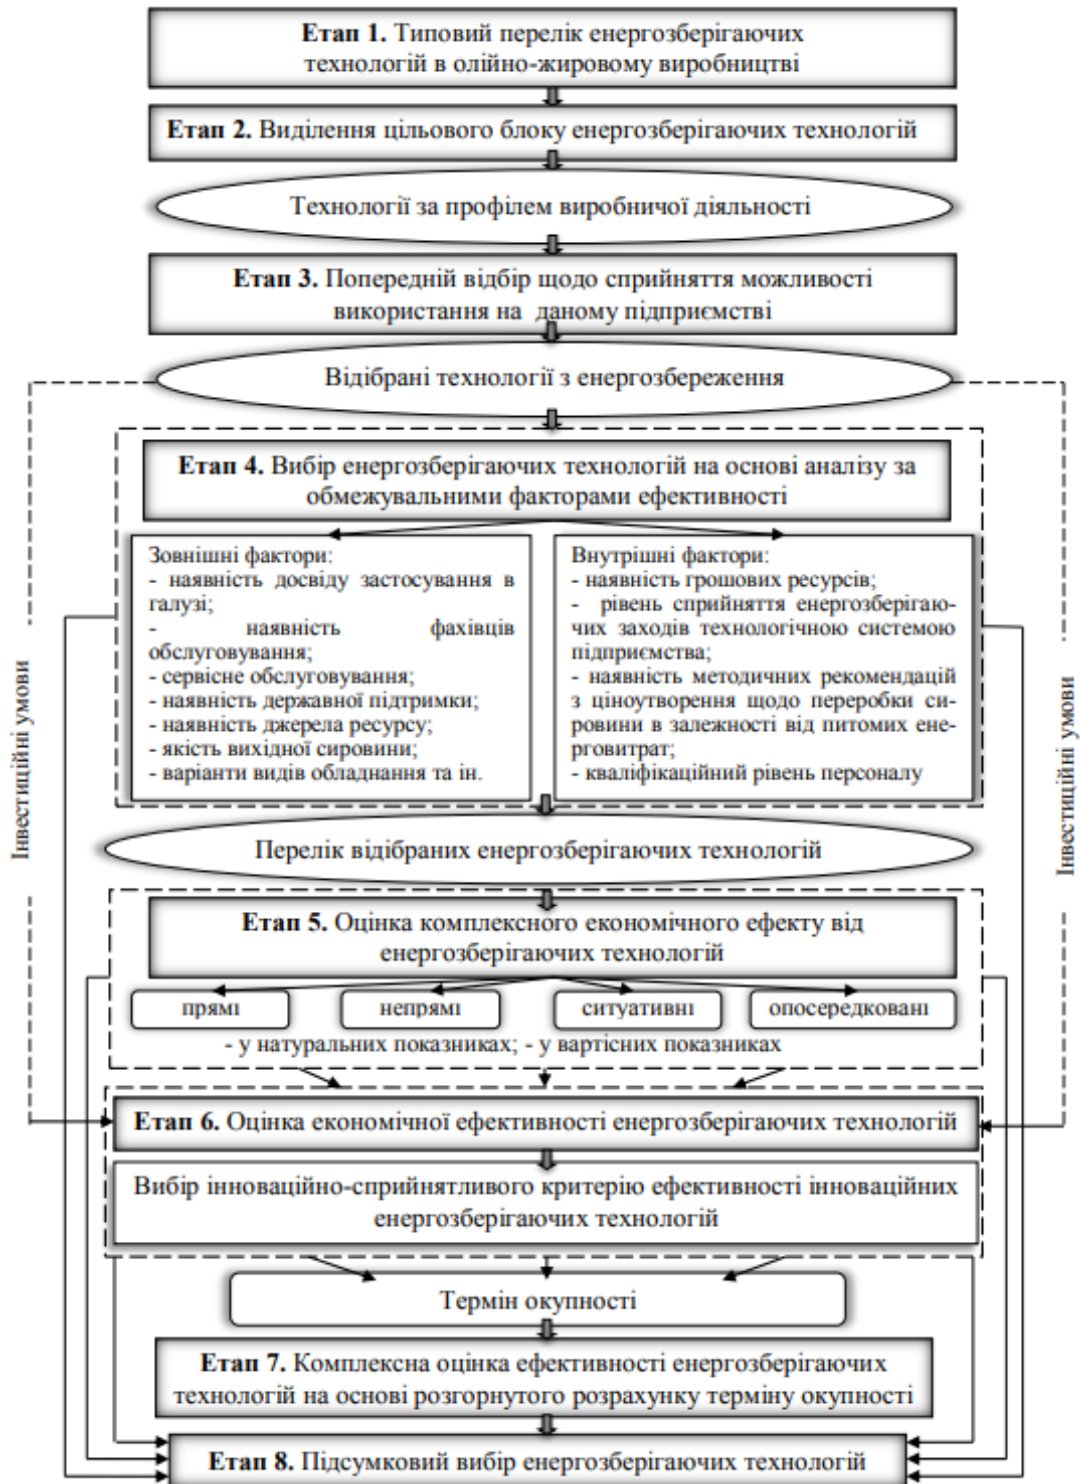 Етап 1. Типовий перелік енергозберігаючих
технологій в олійно-жировому виробництві
Етап 2. Виділення цільового блоку енергозберігаючих технологій
Технології за профілем виробничої діяльності
Етап 3. Попередній відбір щодо сприйняття можливості
використання на даному підприємстві
Відібрані технології з енергозбереження
Етап 4. Вибір енергозберігаючих технологій на основі аналізу за
обмежувальними факторами ефективності
Зовнішні фактори:
- наявність досвіду застосування в
галузі;
- наявність фахівців
обслуговування;
- сервісне обслуговування;
- наявність державної підтримки;
- наявність джерела ресурсу;
- якість вихідної сировини;
- варіанти видів обладнання та ін.
Внутрішні фактори:
- наявність грошових ресурсів;
- рівень сприйняття енергозберігаю-
чих заходів технологічною системою
підприємства;
- наявність методичних рекомендацій
з ціноутворення щодо переробки си-
ровини в залежності від питомих ене-
рговитрат;
- кваліфікаційний рівень персоналу
Інвестиційні умови
Інвестиційні умови
Перелік відібраних енергозберігаючих технологій
Етап 5. Оцінка комплексного економічного ефекту від
енергозберігаючих технологій
прямі
непрямі
ситуативні
опосередковані
- у натуральних показниках; - у вартісних показниках
Етап 6. Оцінка економічної ефективності енергозберігаючих технологій
Вибір інноваційно-сприйнятливого критерію ефективності інноваційних
енергозберігаючих технологій
Термін окупності
Етап 7. Комплексна оцінка ефективності енергозберігаючих
технологій на основі розгорнутого розрахунку терміну окупності
Етап 8. Підсумковий вибір енергозберігаючих технологій